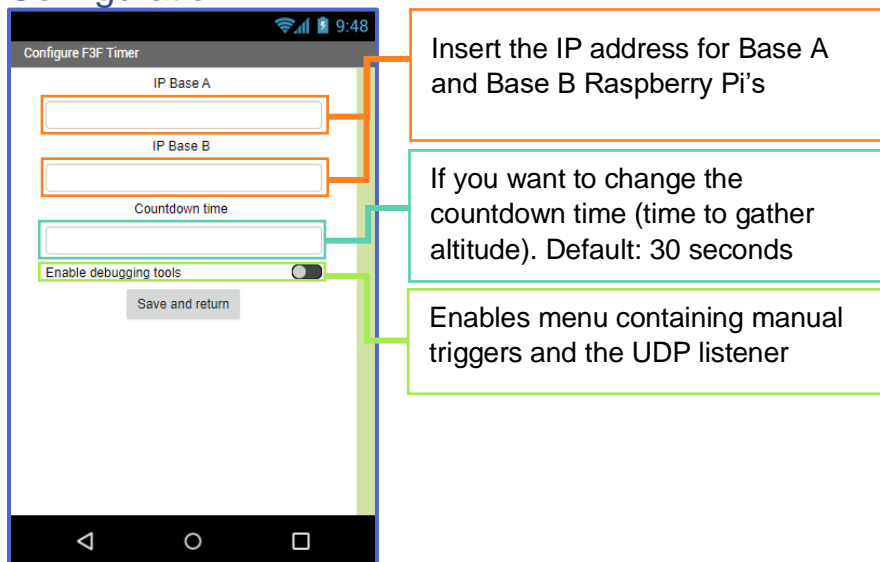 Configuration
9:48
Configure F3F Timer
IP Base A
IP Base B
Countdown time
Enable debugging tools
Save and return
Insert the IP address for Base A
and Base B Raspberry Pi’s
If you want to change the
countdown time (time to gather
altitude). Default: 30 seconds
Enables menu containing manual
triggers and the UDP listener